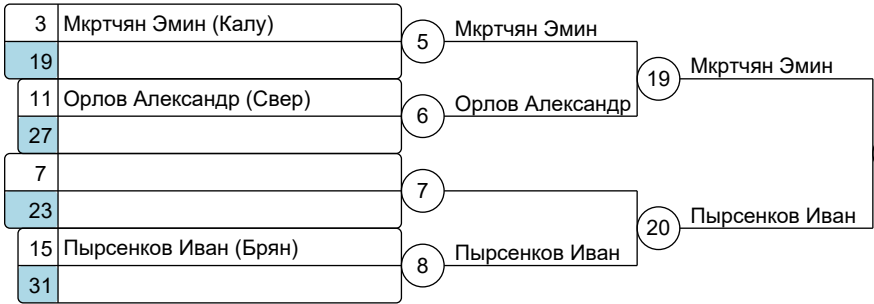 3 Мкртчян Эмин (Калу)
19
11 Орлов Александр (Свер)
27
7
23
15 Пырсенков Иван (Брян)
31
5 Мкртчян Эмин
6 Орлов Александр
7
8 Пырсенков Иван
19 Мкртчян Эмин
20 Пырсенков Иван